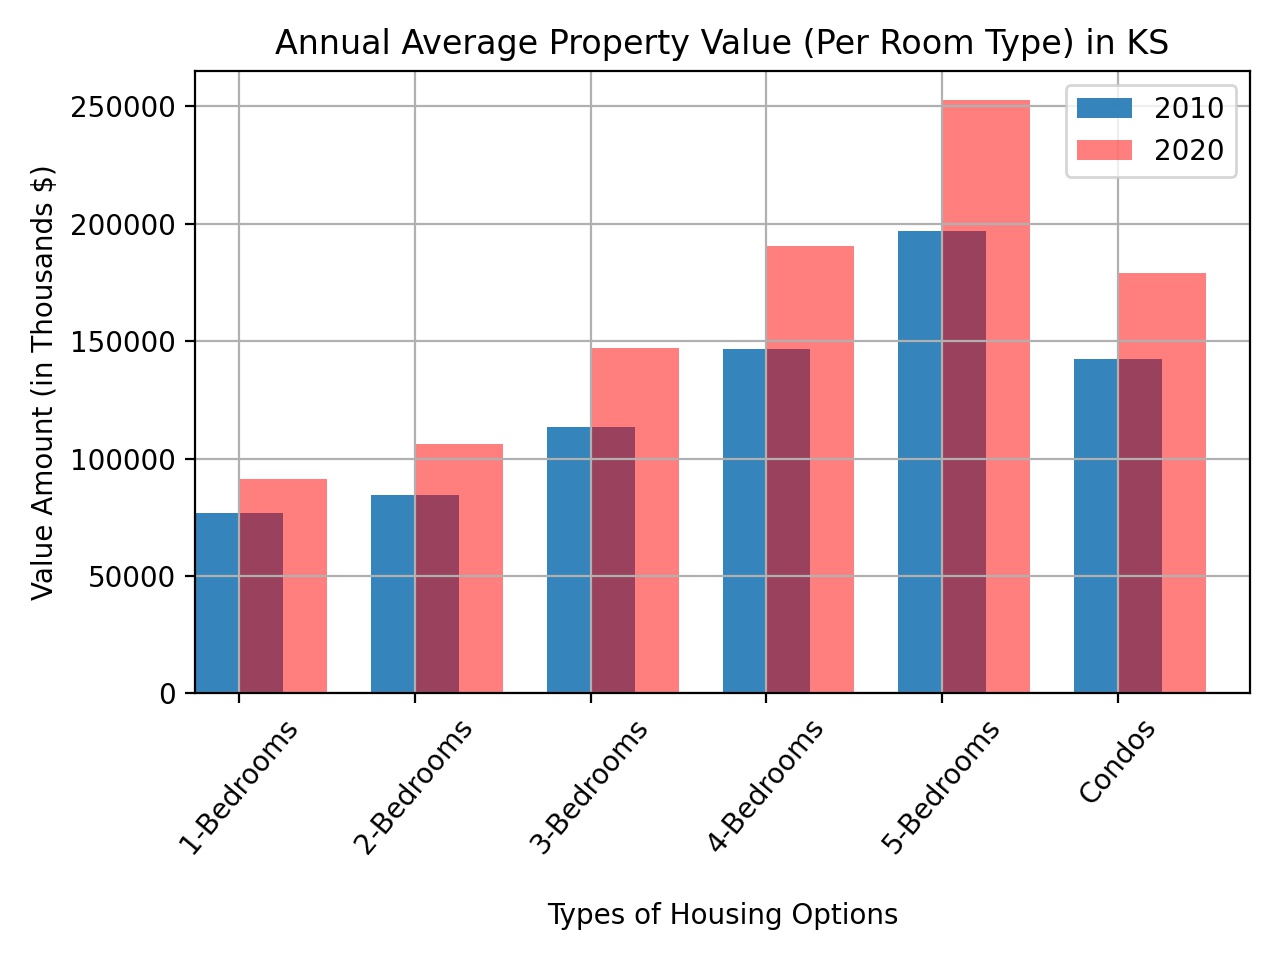 Annual Average Property Value (Per Room Type) in KS
2010
2020
Value Amount (in Thousands $)
250000
200000
150000
100000
50000
0
1-Bedrooms
2-Bedrooms
3-Bedrooms
4-Bedrooms
5-Bedrooms
Condos
Types of Housing Options